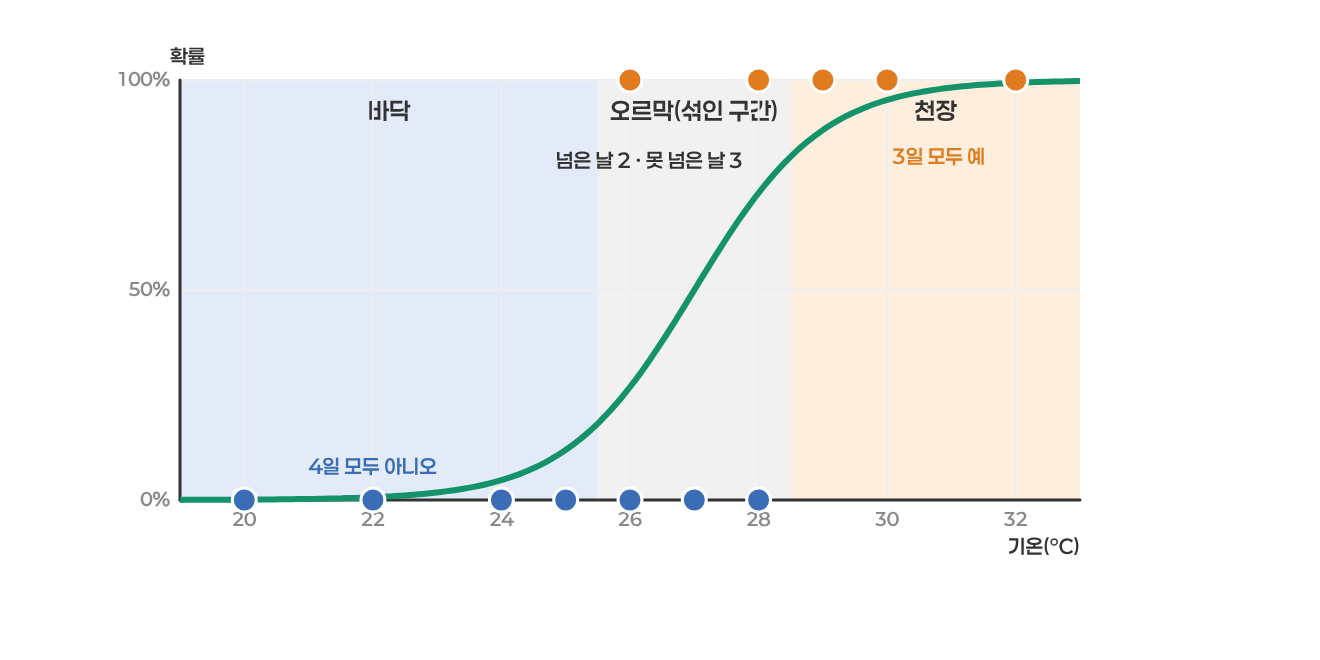 확률
100%
바닥
오르막(섞인 구간)
천장
넘은 날 2 · 못 넘은 날 3
3일 모두 예
50%
4일 모두 아니오
0%
20
22
24
26
28
30
32
기온(°C)